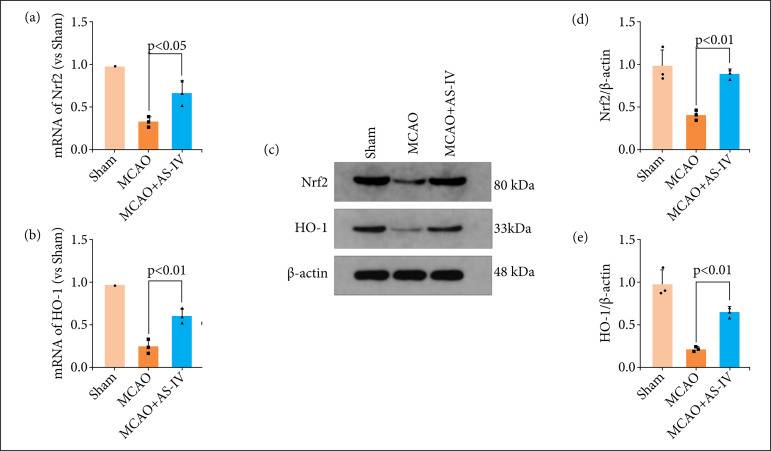 (a)
mRNA of Nrf2 (vs Sham)
1.5
1.0
0.5
0.0
p<0.05
Sham
MCAO
MCAO+AS-IV
(b)
mRNA of HO-1 (vs Sham)
1.5
1.0
0.5
0.0
p<0.01
Sham
MCAO
MCAO+AS-IV
(c)
Sham
MCAO
MCAO+AS-IV
Nrf2
80 kDa
HO-1
33kDa
β-actin
48 kDa
(d)
Nrf2/β-actin
1.5
1.0
0.5
0.0
p<0.01
Sham
MCAO
MCAO+AS-IV
(e)
HO-1/β-actin
1.5
1.0
0.5
0.0
p<0.01
Sham
MCAO
MCAO+AS-IV